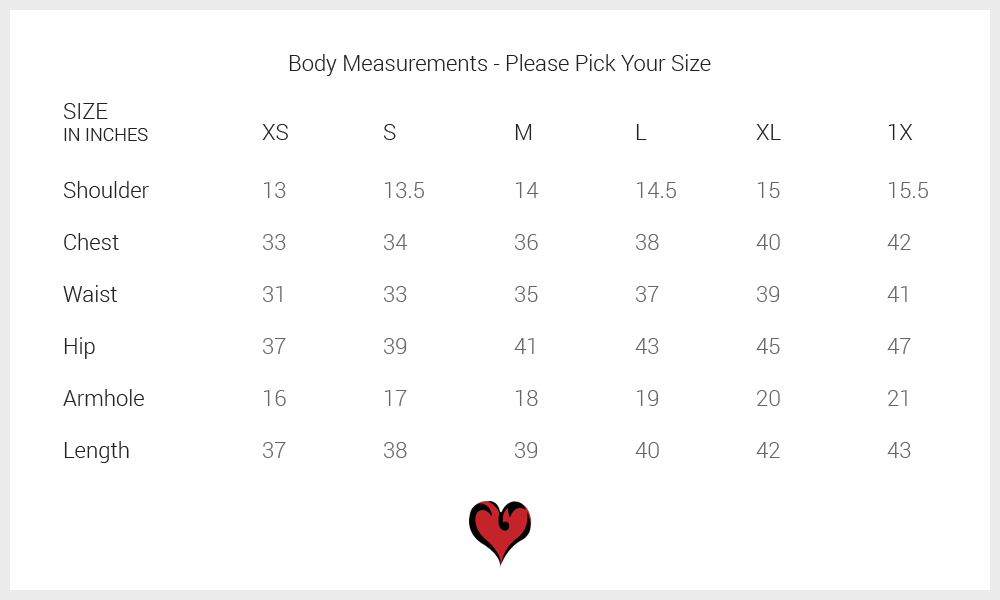 Body Measurements - Please Pick Your Size
SIZE
IN INCHES XS S M L XL 1X
Shoulder 13 13.5 14 14.5 15 15.5
Chest 33 34 36 38 40 42
Waist 31 33 35 37 39 41
Hip 37 39 41 43 45 47
Armhole 16 17 18 19 20 21
Length 37 38 39 40 42 43